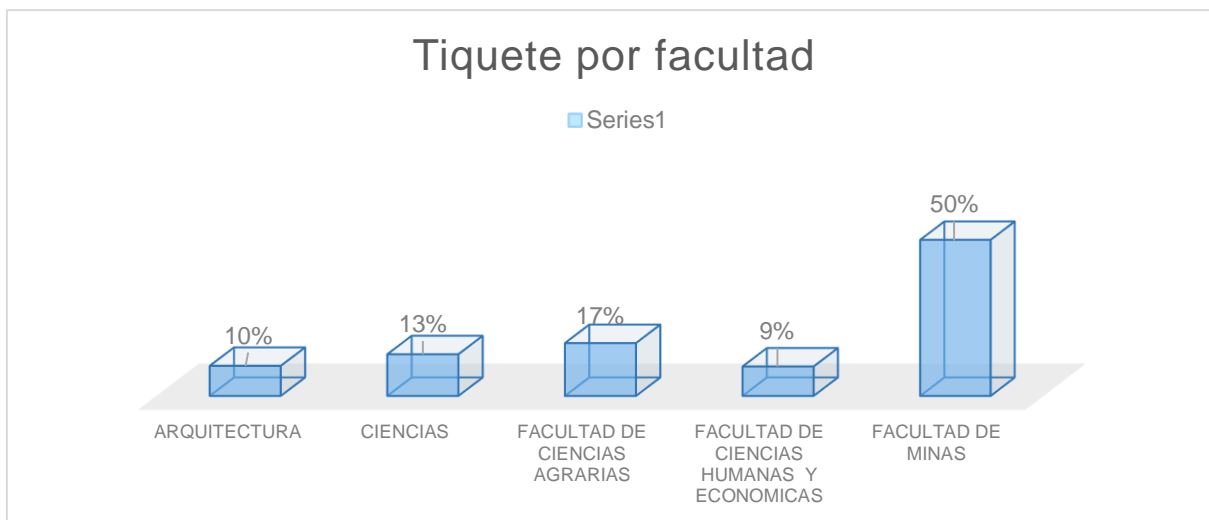 Tiquete por facultad
Series1
10%
13%
17%
9%
50%
ARQUITECTURA
CIENCIAS
FACULTAD DE
CIENCIAS
AGRARIAS
FACULTAD DE
CIENCIAS
HUMANAS Y
ECONOMICAS
FACULTAD DE
MINAS